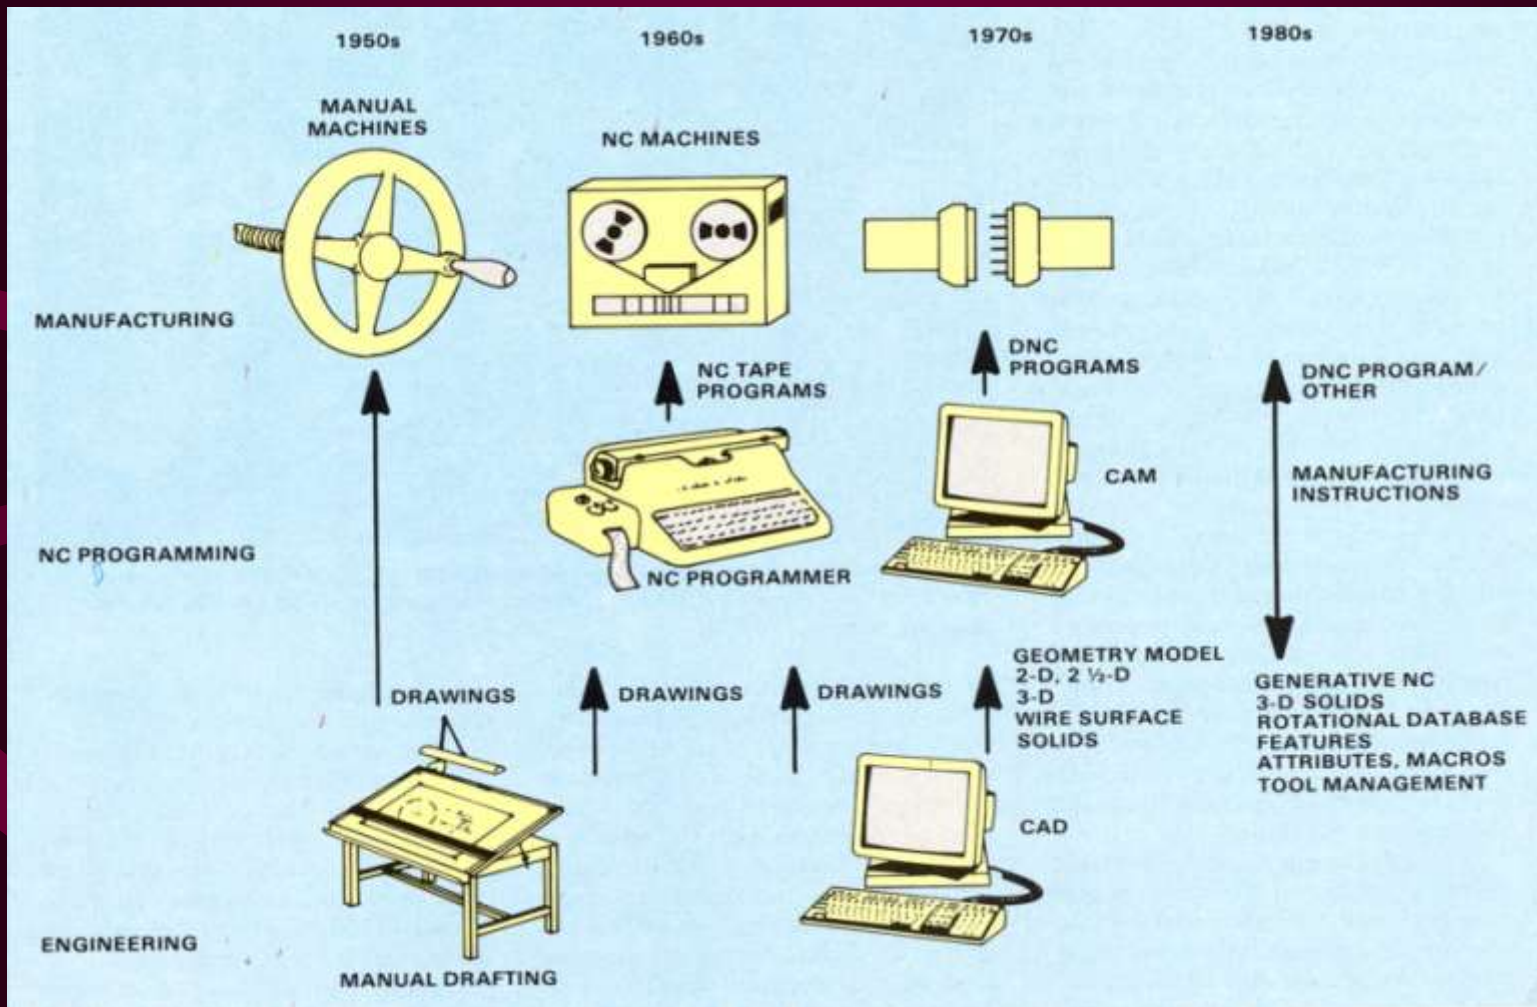 1950s
1960s
1970s
1980s
MANUAL
MACHINES
NC MACHINES
MANUFACTURING
NC TAPE
PROGRAMS
DNC
PROGRAMS
DNC PROGRAM/
OTHER
CAM
MANUFACTURING
INSTRUCTIONS
NC PROGRAMMING
NC PROGRAMMER
DRAWINGS
DRAWINGS
DRAWINGS
GEOMETRY MODEL
2-D, 2 ½-D
3-D
WIRE SURFACE
SOLIDS
GENERATIVE NC
3-D SOLIDS
ROTATIONAL DATABASE
FEATURES
ATTRIBUTES, MACROS
TOOL MANAGEMENT
CAD
ENGINEERING
MANUAL DRAFTING